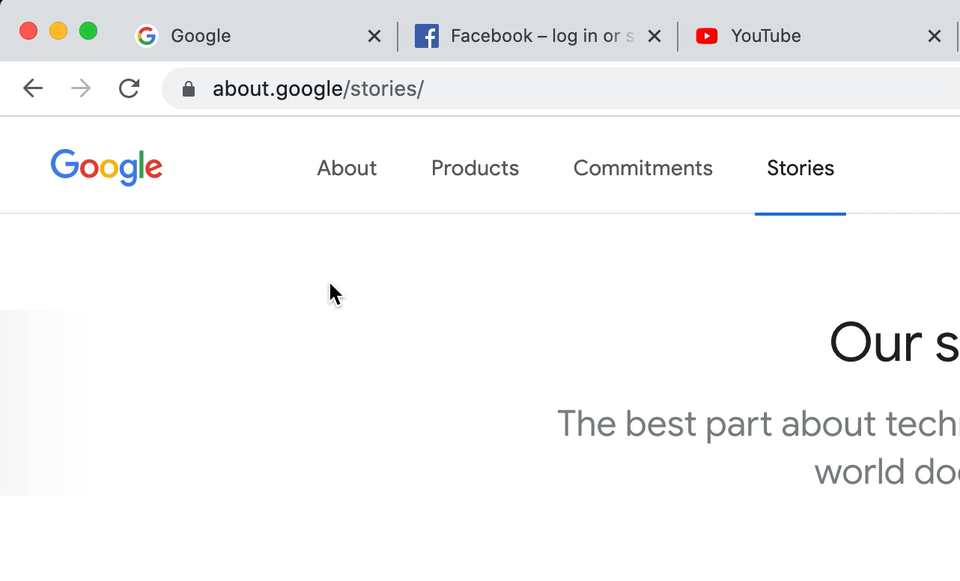 Google Facebook – log in or s YouTube
about.google/stories/
Google About Products Commitments Stories
Our s
The best part about tech
world do